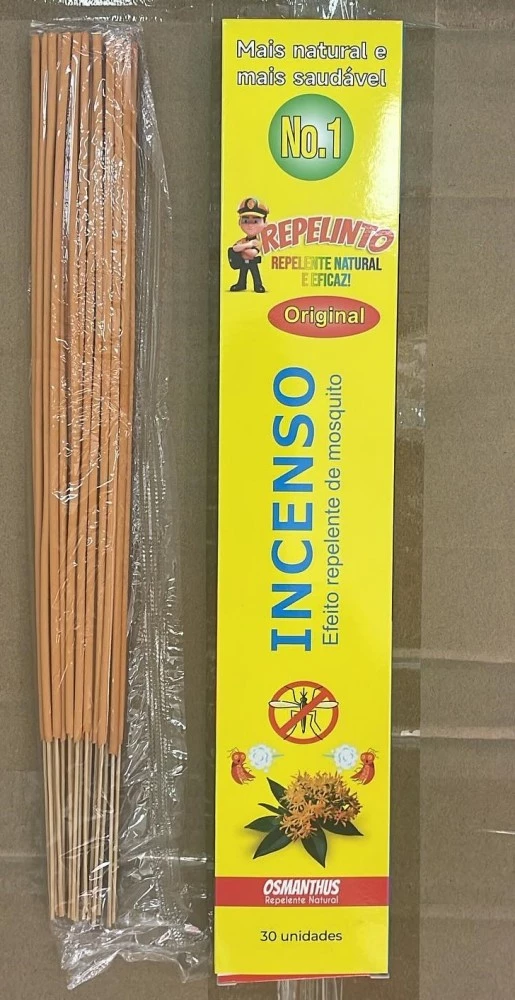 Mais natural e
mais saudável
No.1
REPELINTO
REPELENTE NATURAL
E EFICAZ!
Original
INCENSO
Efeito repelente de mosquito
OSMANTHUS
Repelente Natural
30 unidades